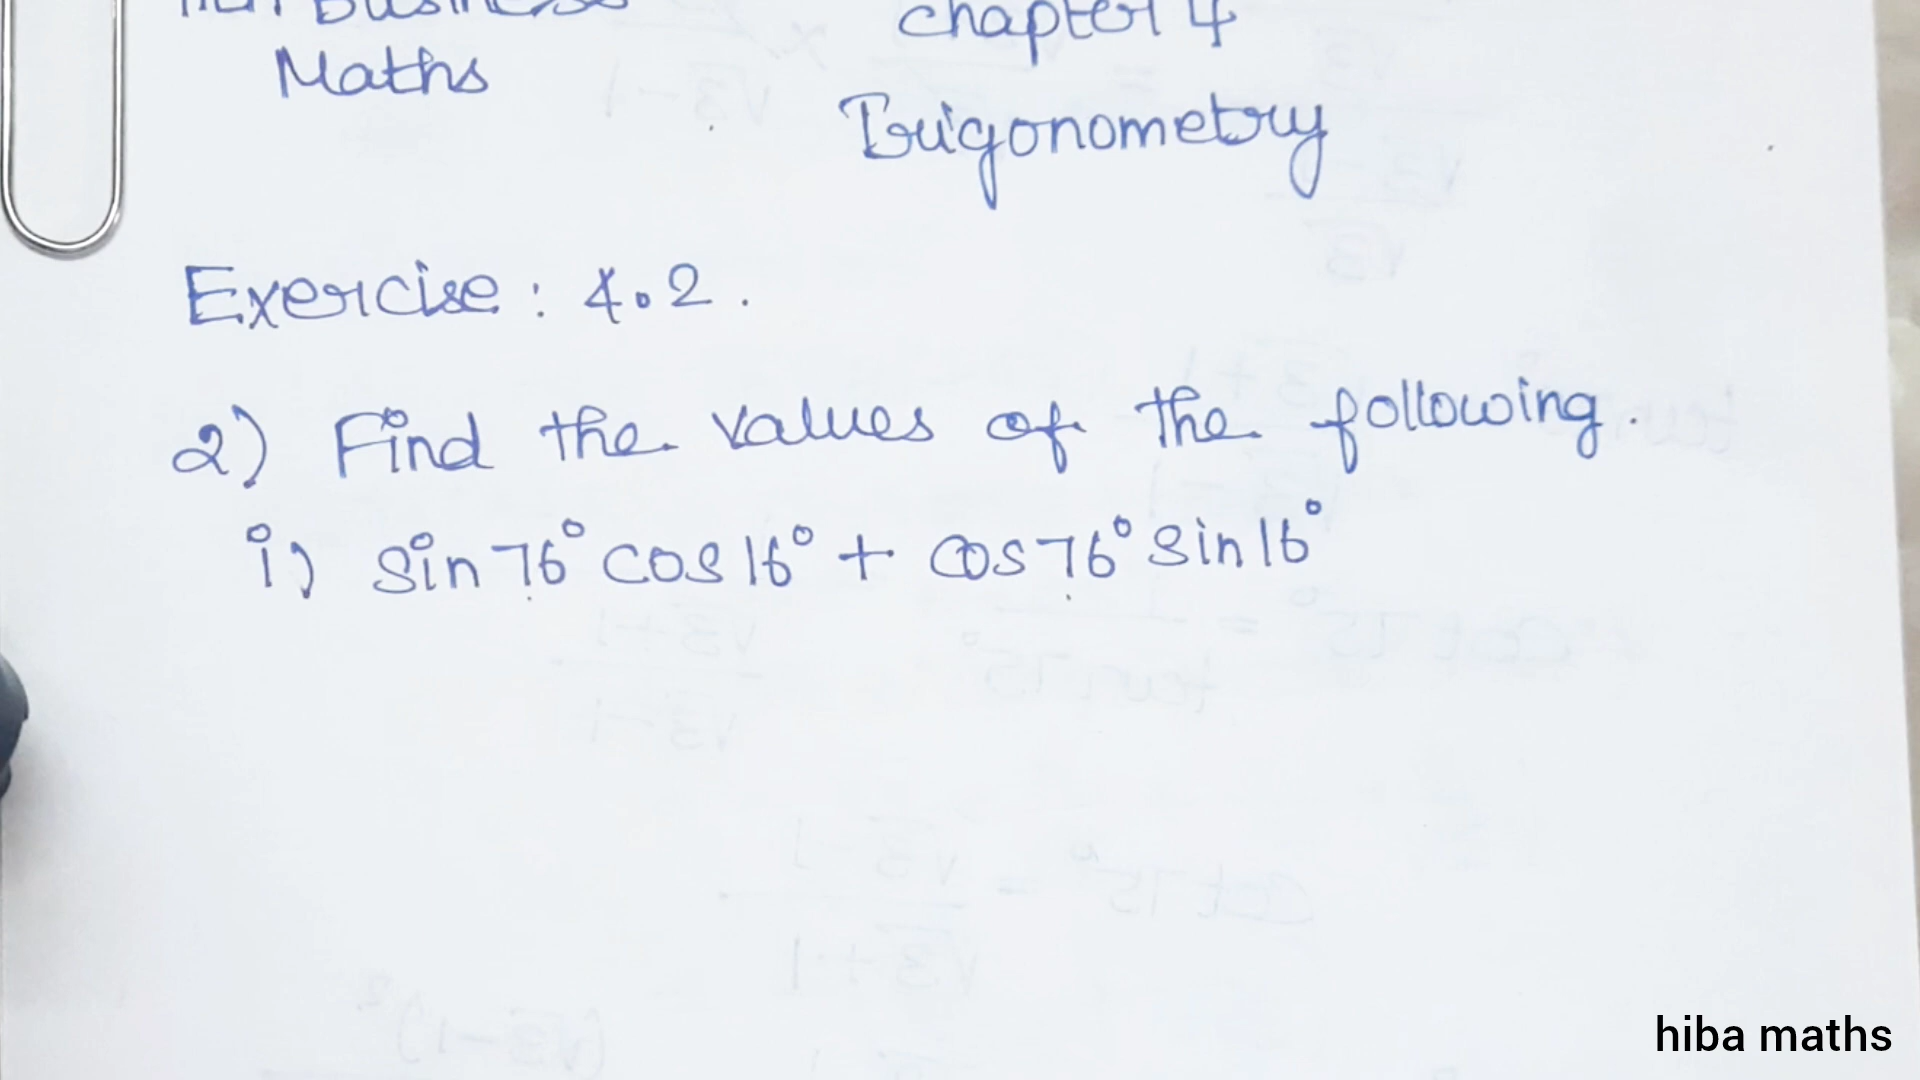 Business
chapter 4
Maths
Trigonometry
Exercise : 4.2 .
2) Find the values of the following .
i) sin 76° cos 16° + cos 76° sin 16°
hiba maths